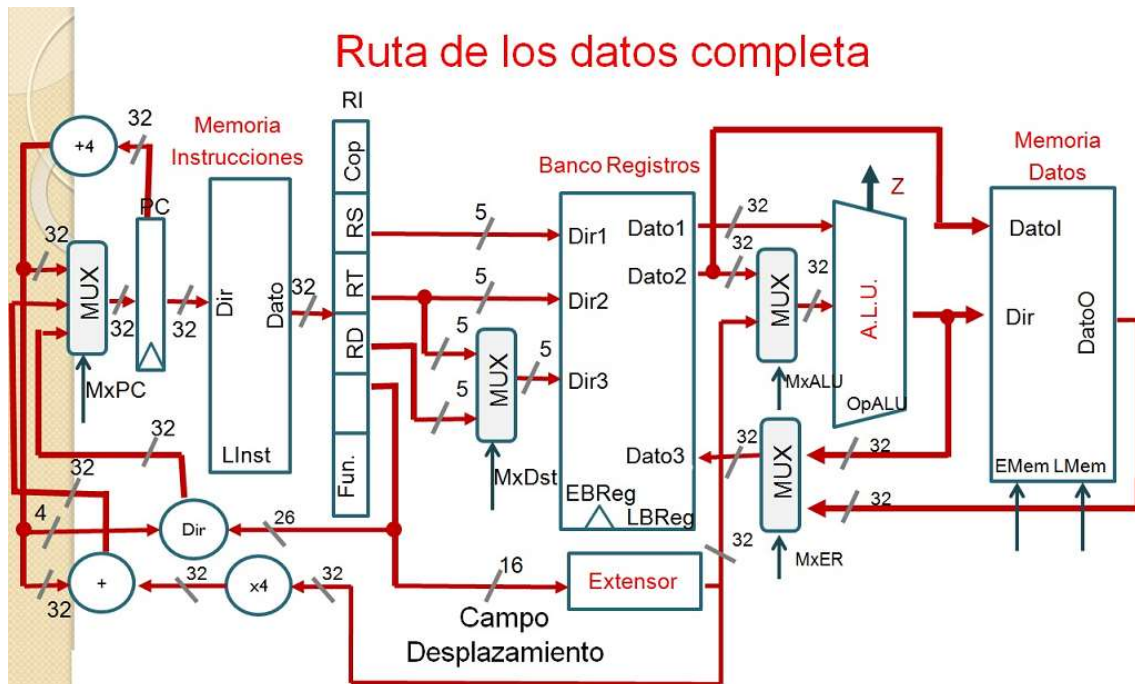 Ruta de los datos completa
32
+4
PC
32
MUX
32
32
MxPC
32
32
4
32
Memoria
Instrucciones
Dir
Dato
LInst
32
RI
Cop
RS
RT
RD
Fun.
5
5
5
5
MUX
5
MxDst
Dir
26
+
32
x4
32
16
Campo
Desplazamiento
Extensor
32
Banco Registros
Dir1
Dir2
Dir3
Dato1
Dato2
Dato3
EBReg
LBReg
32
32
MUX
32
MxALU
Z
A.L.U.
OpALU
32
MUX
32
32
MxER
Memoria
Datos
DatoI
Dir
DatoO
EMem LMem